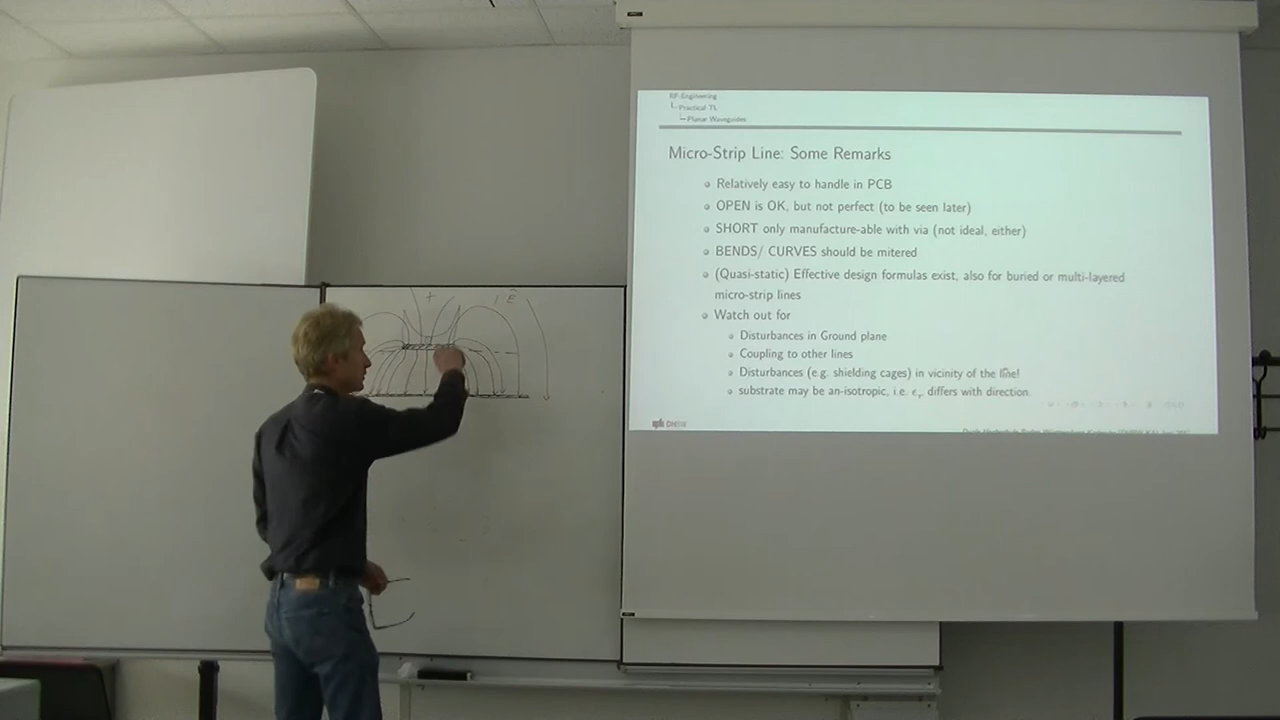 RF-Engineering
Practical TL
Planar Waveguides
Micro-Strip Line: Some Remarks
Relatively easy to handle in PCB
OPEN is OK, but not perfect (to be seen later)
SHORT only manufacture-able with via (not ideal, either)
BENDS/ CURVES should be mitered
(Quasi-static) Effective design formulas exist, also for buried or multi-layered
micro-strip lines
Watch out for
Disturbances in Ground plane
Coupling to other lines
Disturbances (e.g. shielding cages) in vicinity of the line!
substrate may be an-isotropic, i.e. ϵr differs with direction.
+ E